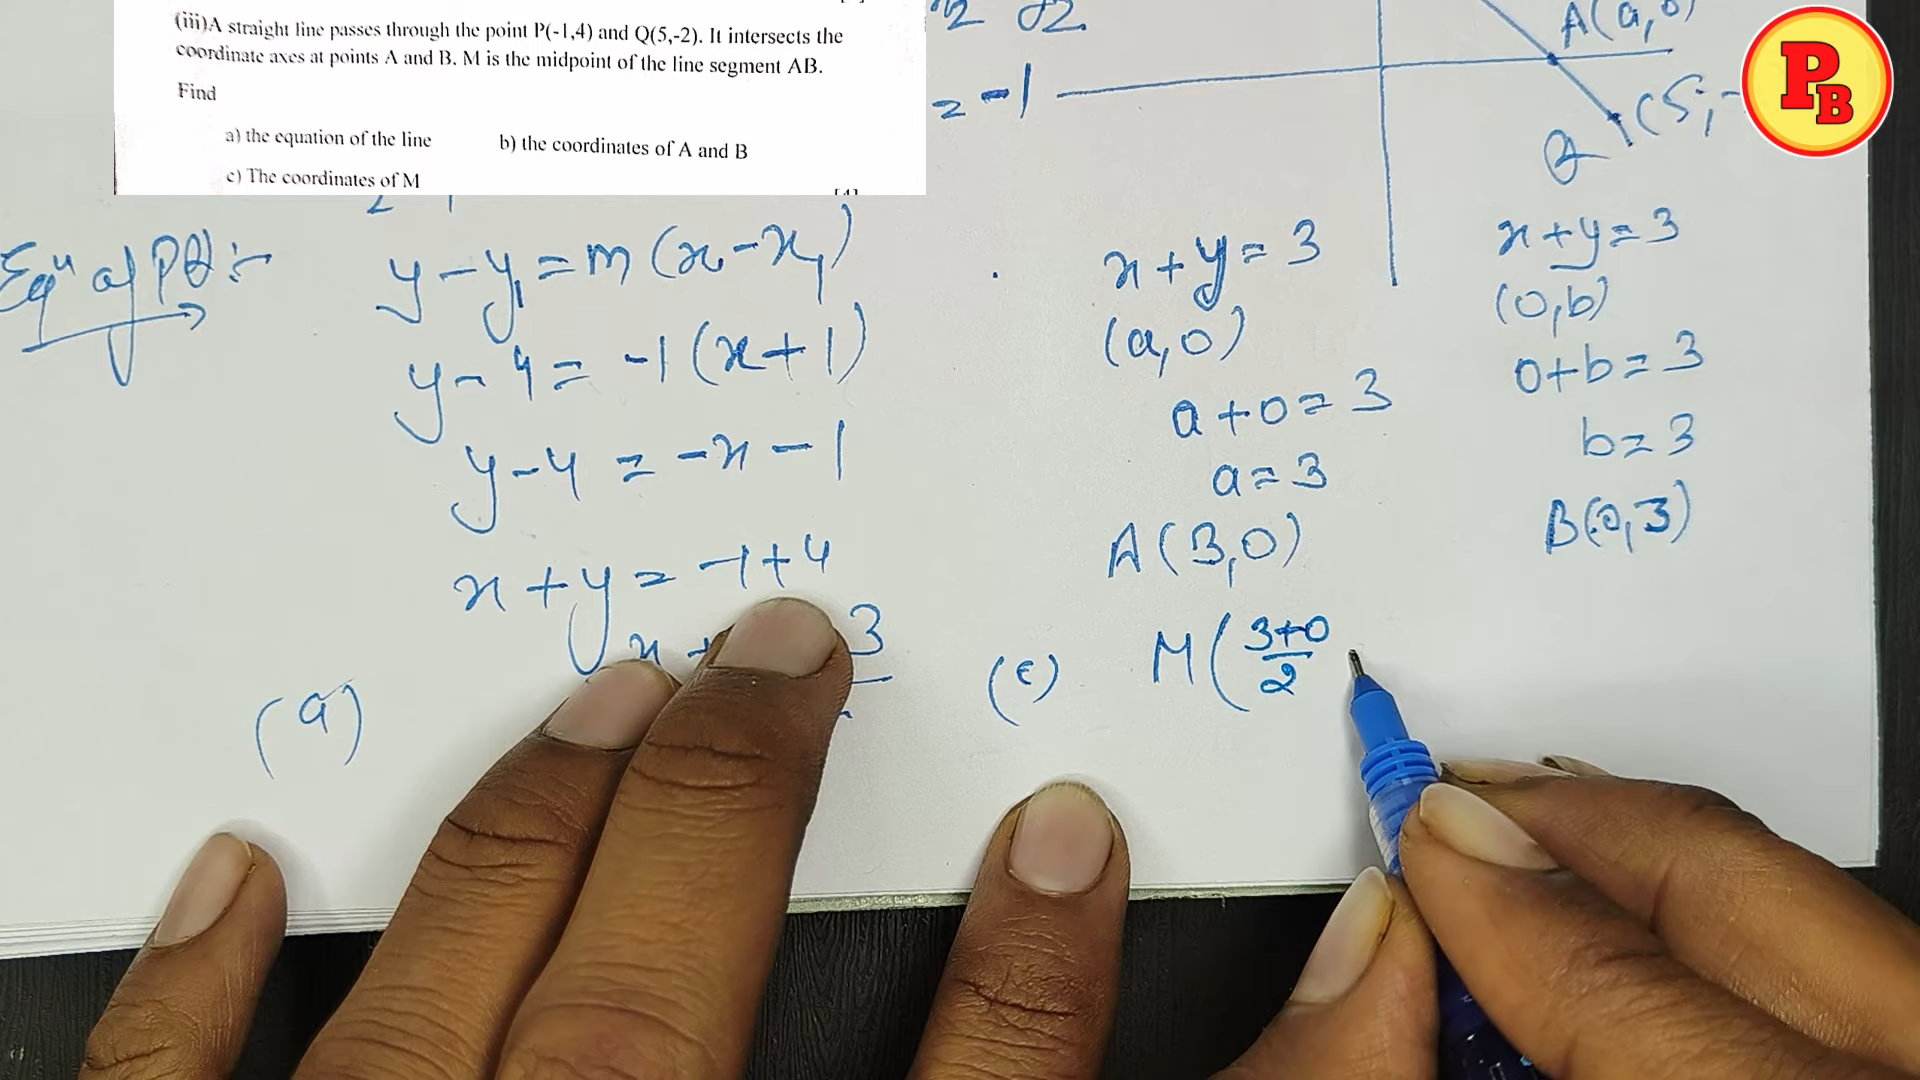 (iii)A straight line passes through the point P(-1,4) and Q(5,-2). It intersects the
coordinate axes at points A and B. M is the midpoint of the line segment AB.
Find
a) the equation of the line b) the coordinates of A and B
c) The coordinates of M
[4]
= -1
A(a,0)
(5,-
Q
PB
Eqn of PQ:-
y - y1 = m(x - x1)
y - 4 = -1(x + 1)
y - 4 = -x - 1
x + y = -1 + 4
x + 3
(a)
x + y = 3
(a,0)
a + 0 = 3
a = 3
A(3,0)
x + y = 3
(0,b)
0 + b = 3
b = 3
B(0,3)
(c) M(3+0
2